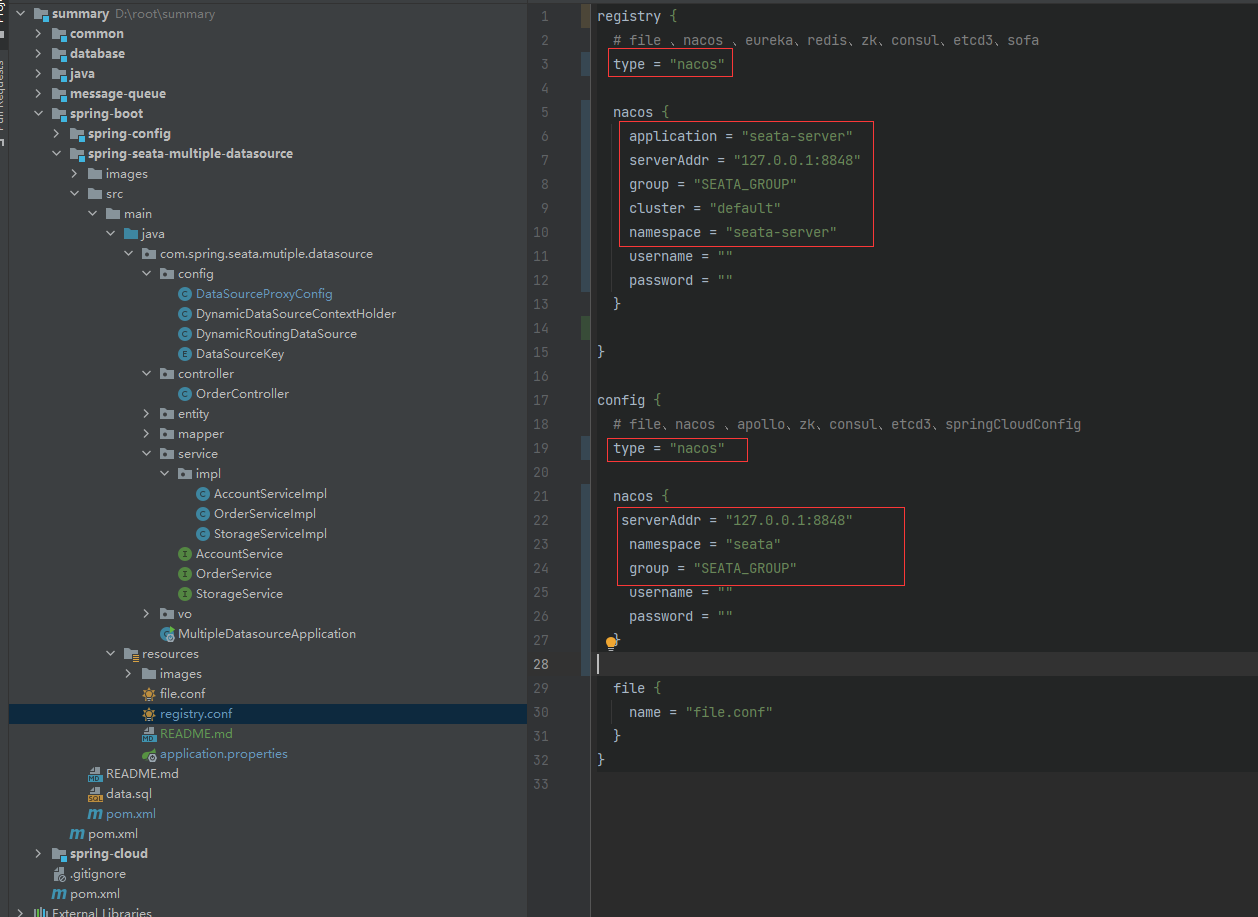 summary D:\root\summary
common
database
java
message-queue
spring-boot
spring-config
spring-seata-multiple-datasource
images
src
main
java
com.spring.seata.mutiple.datasource
config
DataSourceProxyConfig
DynamicDataSourceContextHolder
DynamicRoutingDataSource
DataSourceKey
controller
OrderController
entity
mapper
service
impl
AccountServiceImpl
OrderServiceImpl
StorageServiceImpl
AccountService
OrderService
StorageService
vo
MultipleDatasourceApplication
resources
images
file.conf
registry.conf
README.md
application.properties
README.md
data.sql
pom.xml
pom.xml
spring-cloud
.gitignore
pom.xml
External Libraries
1 registry {
2 # file 、nacos 、eureka、redis、zk、consul、etcd3、sofa
3 type = "nacos"
4
5 nacos {
6 application = "seata-server"
7 serverAddr = "127.0.0.1:8848"
8 group = "SEATA_GROUP"
9 cluster = "default"
10 namespace = "seata-server"
11 username = ""
12 password = ""
13 }
14
15 }
16
17 config {
18 # file、nacos 、apollo、zk、consul、etcd3、springCloudConfig
19 type = "nacos"
20
21 nacos {
22 serverAddr = "127.0.0.1:8848"
23 namespace = "seata"
24 group = "SEATA_GROUP"
25 username = ""
26 password = ""
27 }
28
29 file {
30 name = "file.conf"
31 }
32 }
33